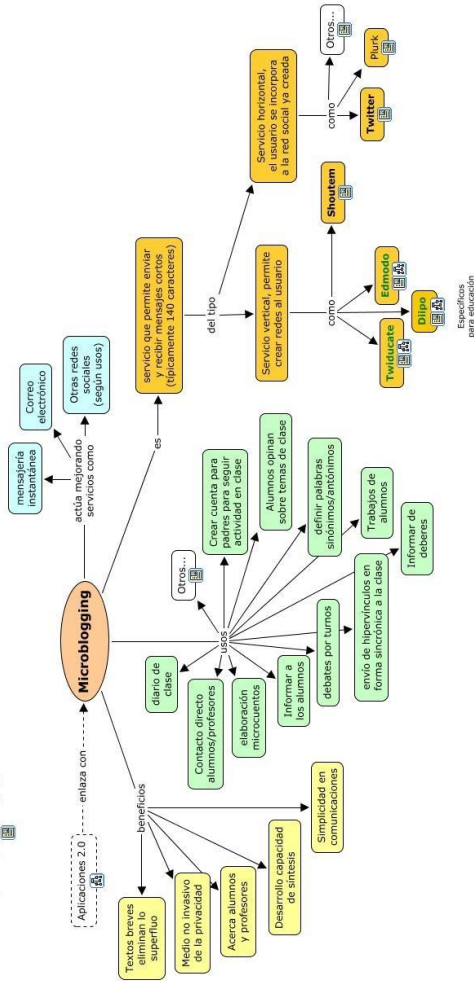 Aplicaciones 2.0
enlaza con
Microblogging
actúa mejorando
servicios como
mensajería
instantánea
Correo
electrónico
Otras redes
sociales
(según usos)
es
servicio que permite enviar
y recibir mensajes cortos
(típicamente 140 caracteres)
del tipo
Servicio vertical, permite
crear redes al usuario
como
Twiducate
Diipo
Edmodo
Shoutem
Específicos
para educación
Servicio horizontal,
el usuario se incorpora
a la red social ya creada
como
Twitter
Plurk
Otros...
usos
diario de
clase
Contacto directo
alumnos/profesores
elaboración
microcuentos
Informar a
los alumnos
debates por turnos
envío de hipervínculos en
forma sincrónica a la clase
Informar de
deberes
Trabajos de
alumnos
definir palabras
sinónimos/antónimos
Alumnos opinan
sobre temas de clase
Crear cuenta para
padres para seguir
actividad en clase
Otros...
beneficios
Textos breves
eliminan lo
superfluo
Medio no invasivo
de la privacidad
Acerca alumnos
y profesores
Desarrollo capacidad
de síntesis
Simplicidad en
comunicaciones